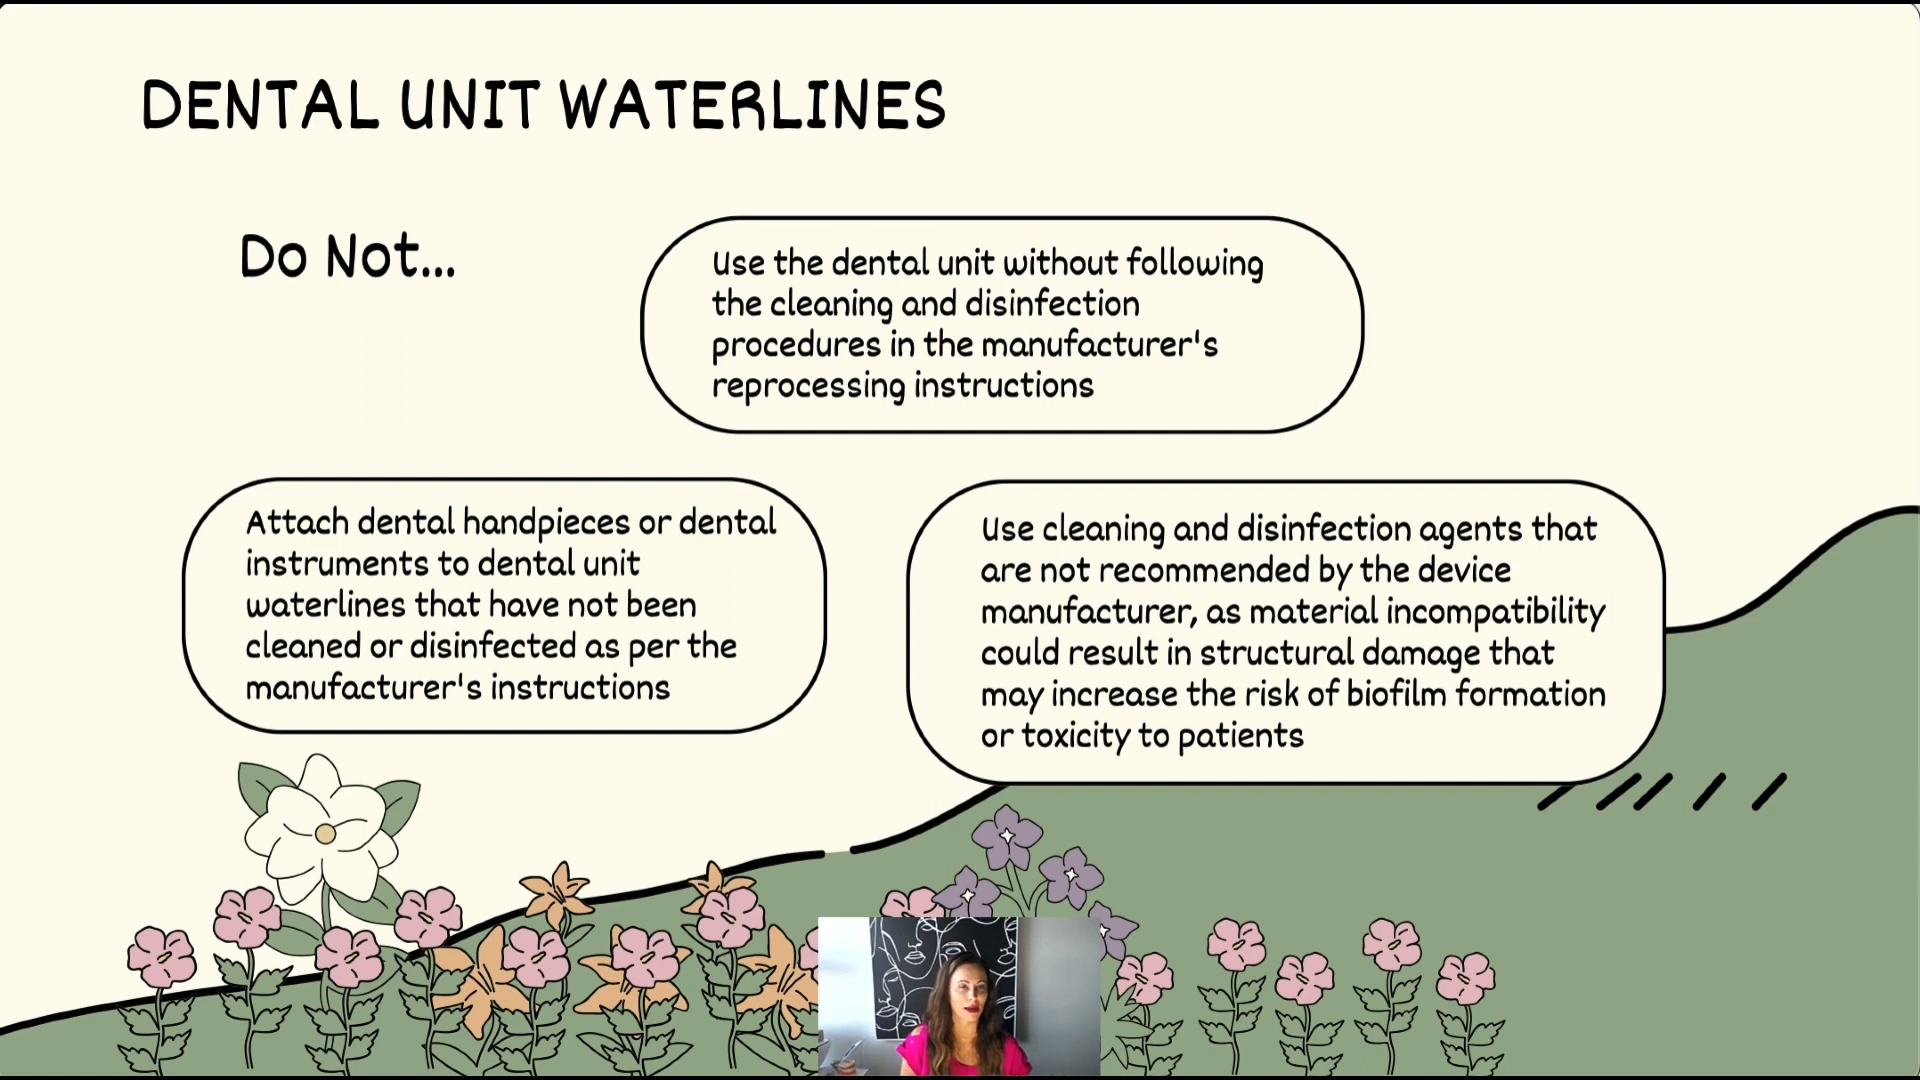 DENTAL UNIT WATERLINES
Do Not...
Use the dental unit without following
the cleaning and disinfection
procedures in the manufacturer's
reprocessing instructions
Attach dental handpieces or dental
instruments to dental unit
waterlines that have not been
cleaned or disinfected as per the
manufacturer's instructions
Use cleaning and disinfection agents that
are not recommended by the device
manufacturer, as material incompatibility
could result in structural damage that
may increase the risk of biofilm formation
or toxicity to patients